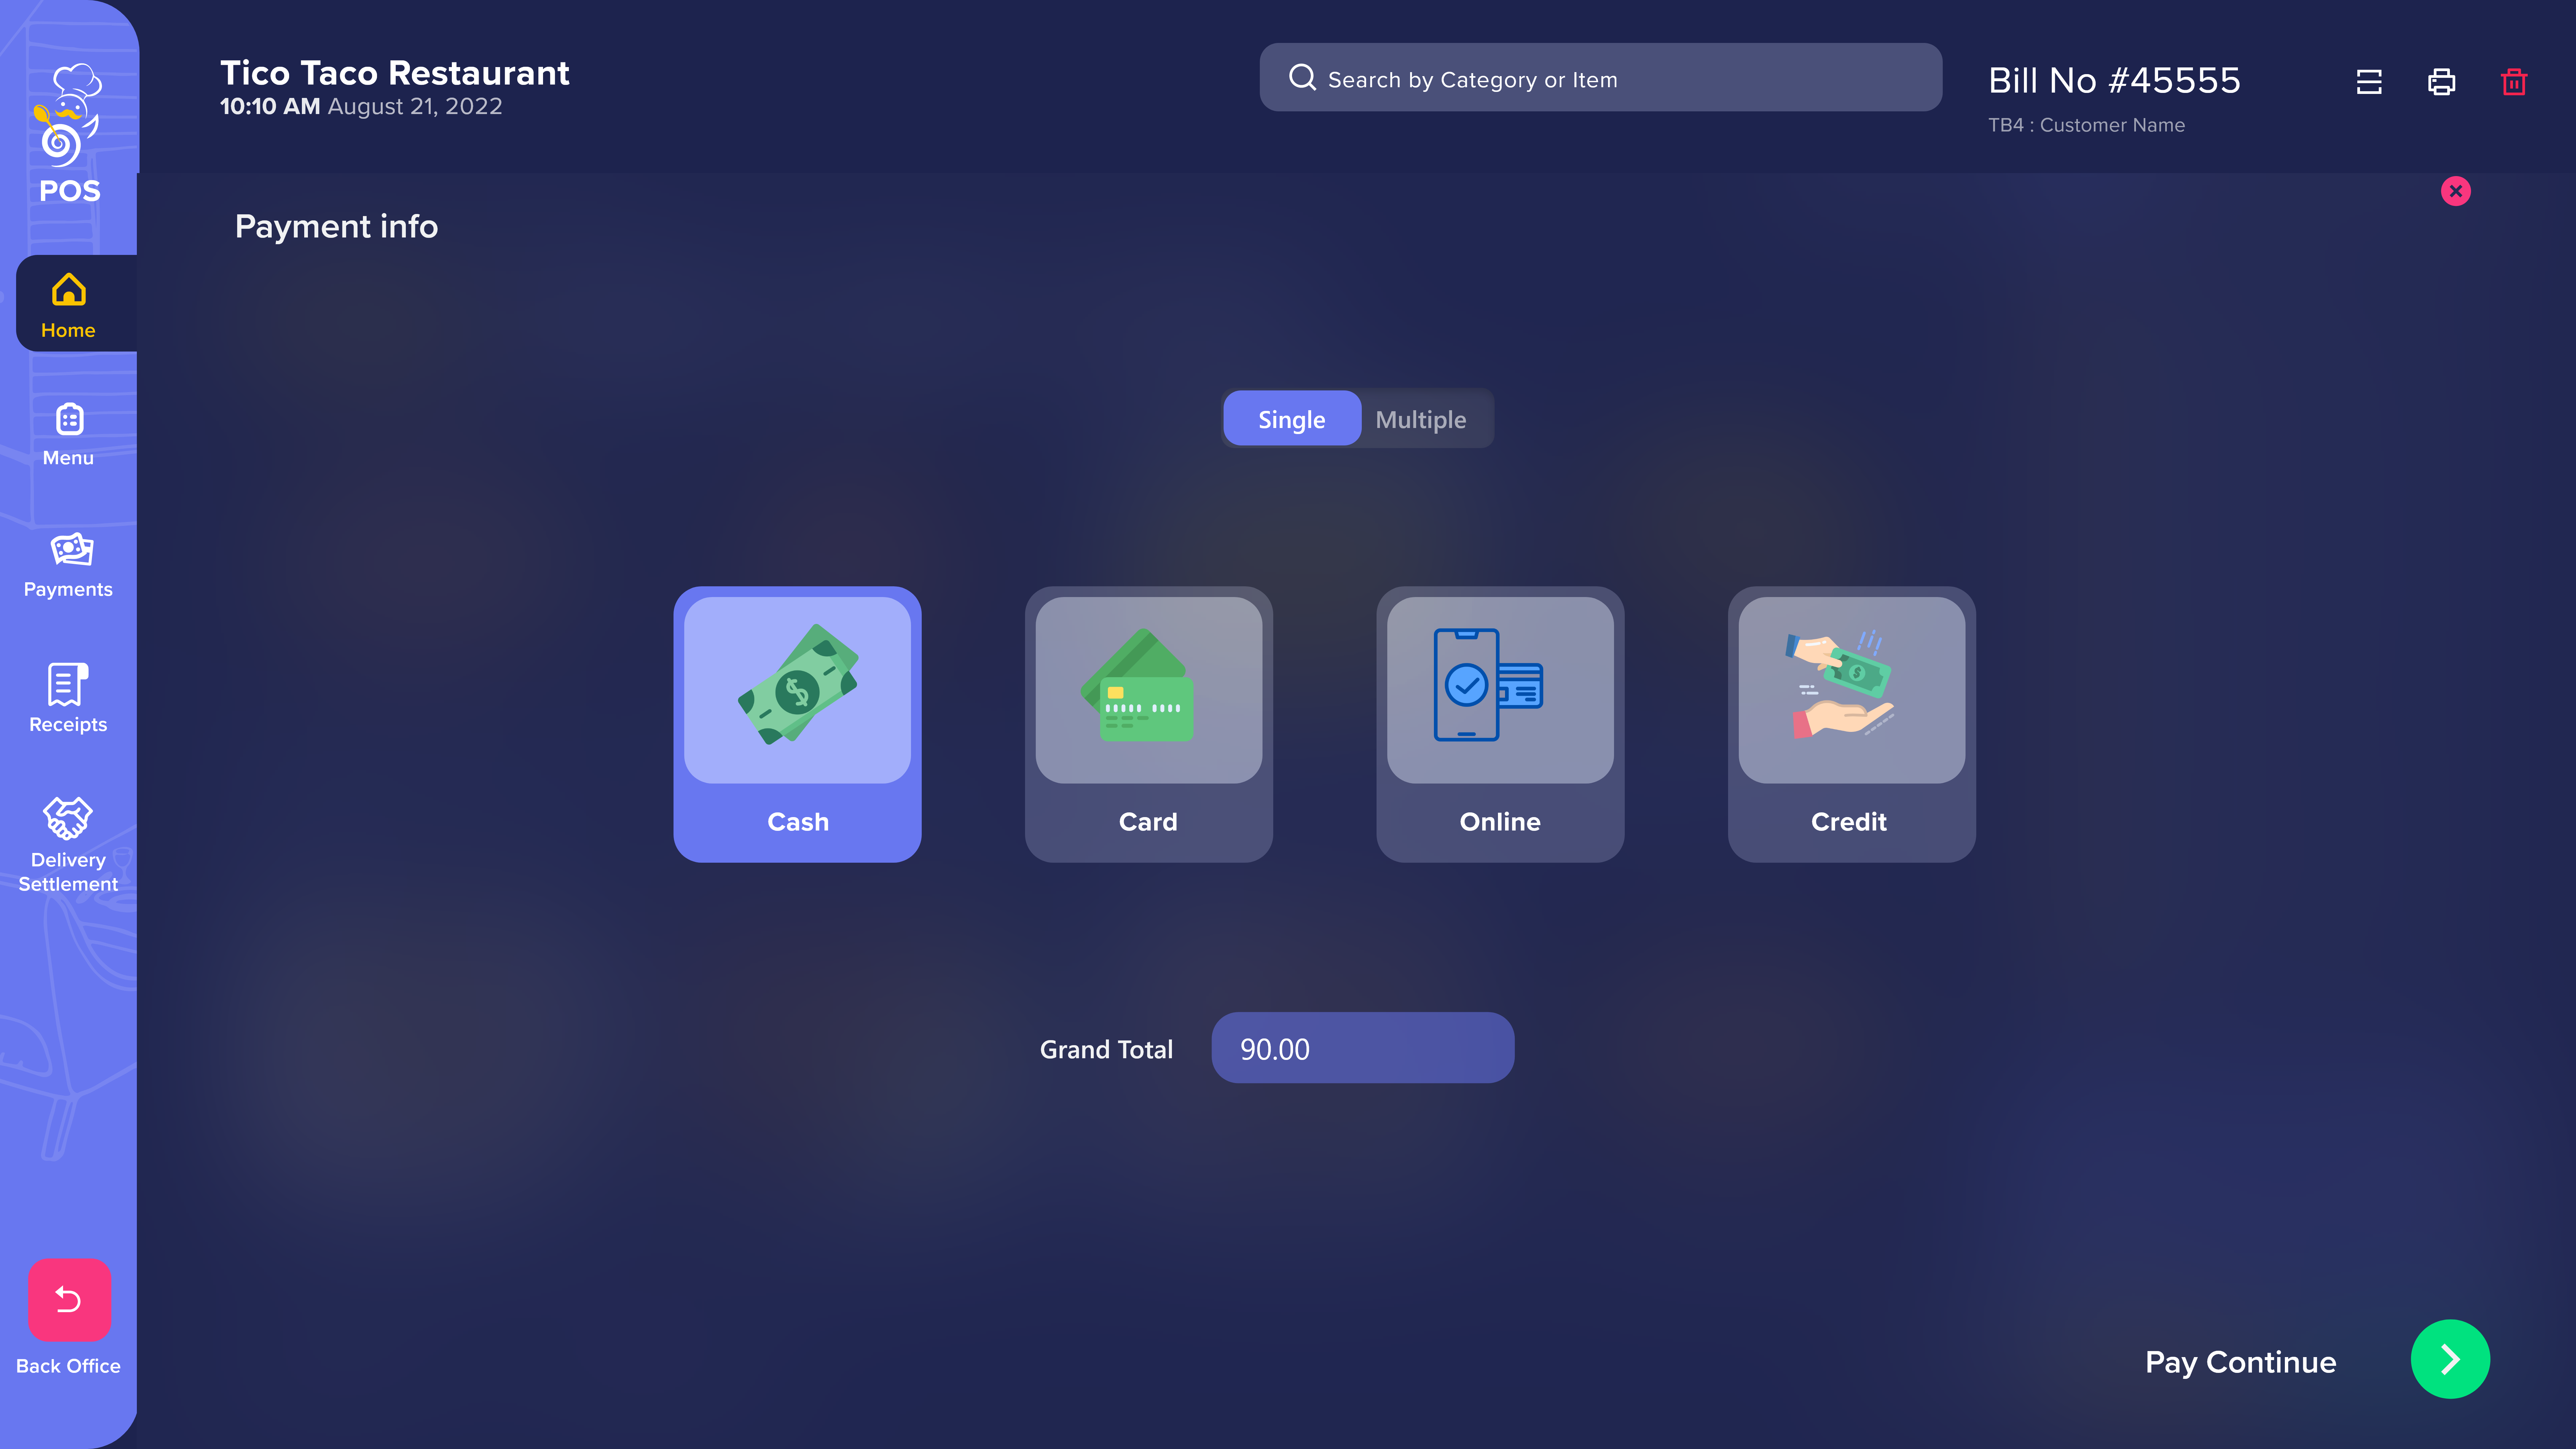 Tico Taco Restaurant
10:10 AM August 21, 2022
Search by Category or Item
Bill No #45555
TB4 : Customer Name
POS
Home
Menu
Payments
Receipts
Delivery
Settlement
Back Office
Payment info
Single
Multiple
Cash
Card
Online
Credit
Grand Total
90.00
Pay Continue